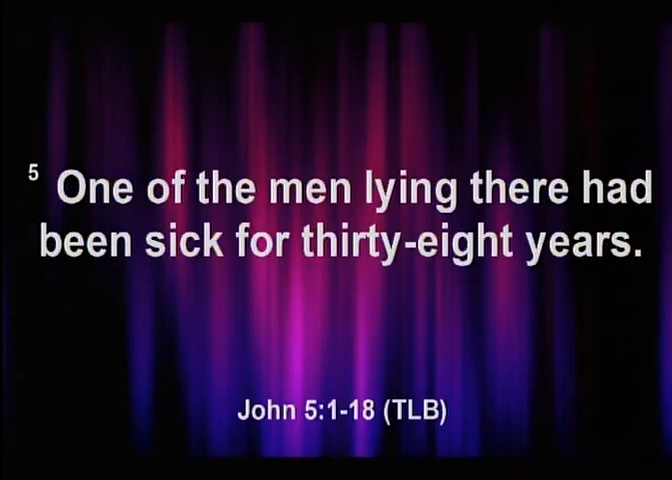 5 One of the men lying there had
been sick for thirty-eight years.
John 5:1-18 (TLB)